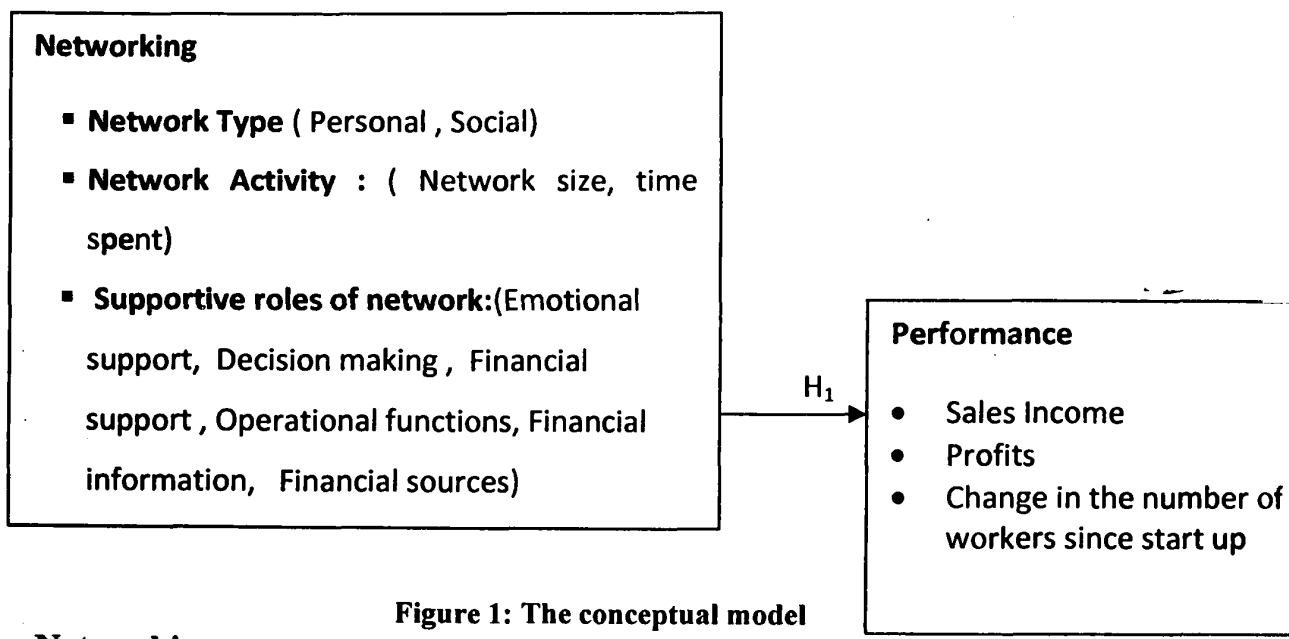 Networking
▪ Network Type ( Personal , Social)
▪ Network Activity : ( Network size, time
spent)
▪ Supportive roles of network:(Emotional
support, Decision making , Financial
support , Operational functions, Financial
information, Financial sources)
H₁
Performance
• Sales Income
• Profits
• Change in the number of
workers since start up
Figure 1: The conceptual model